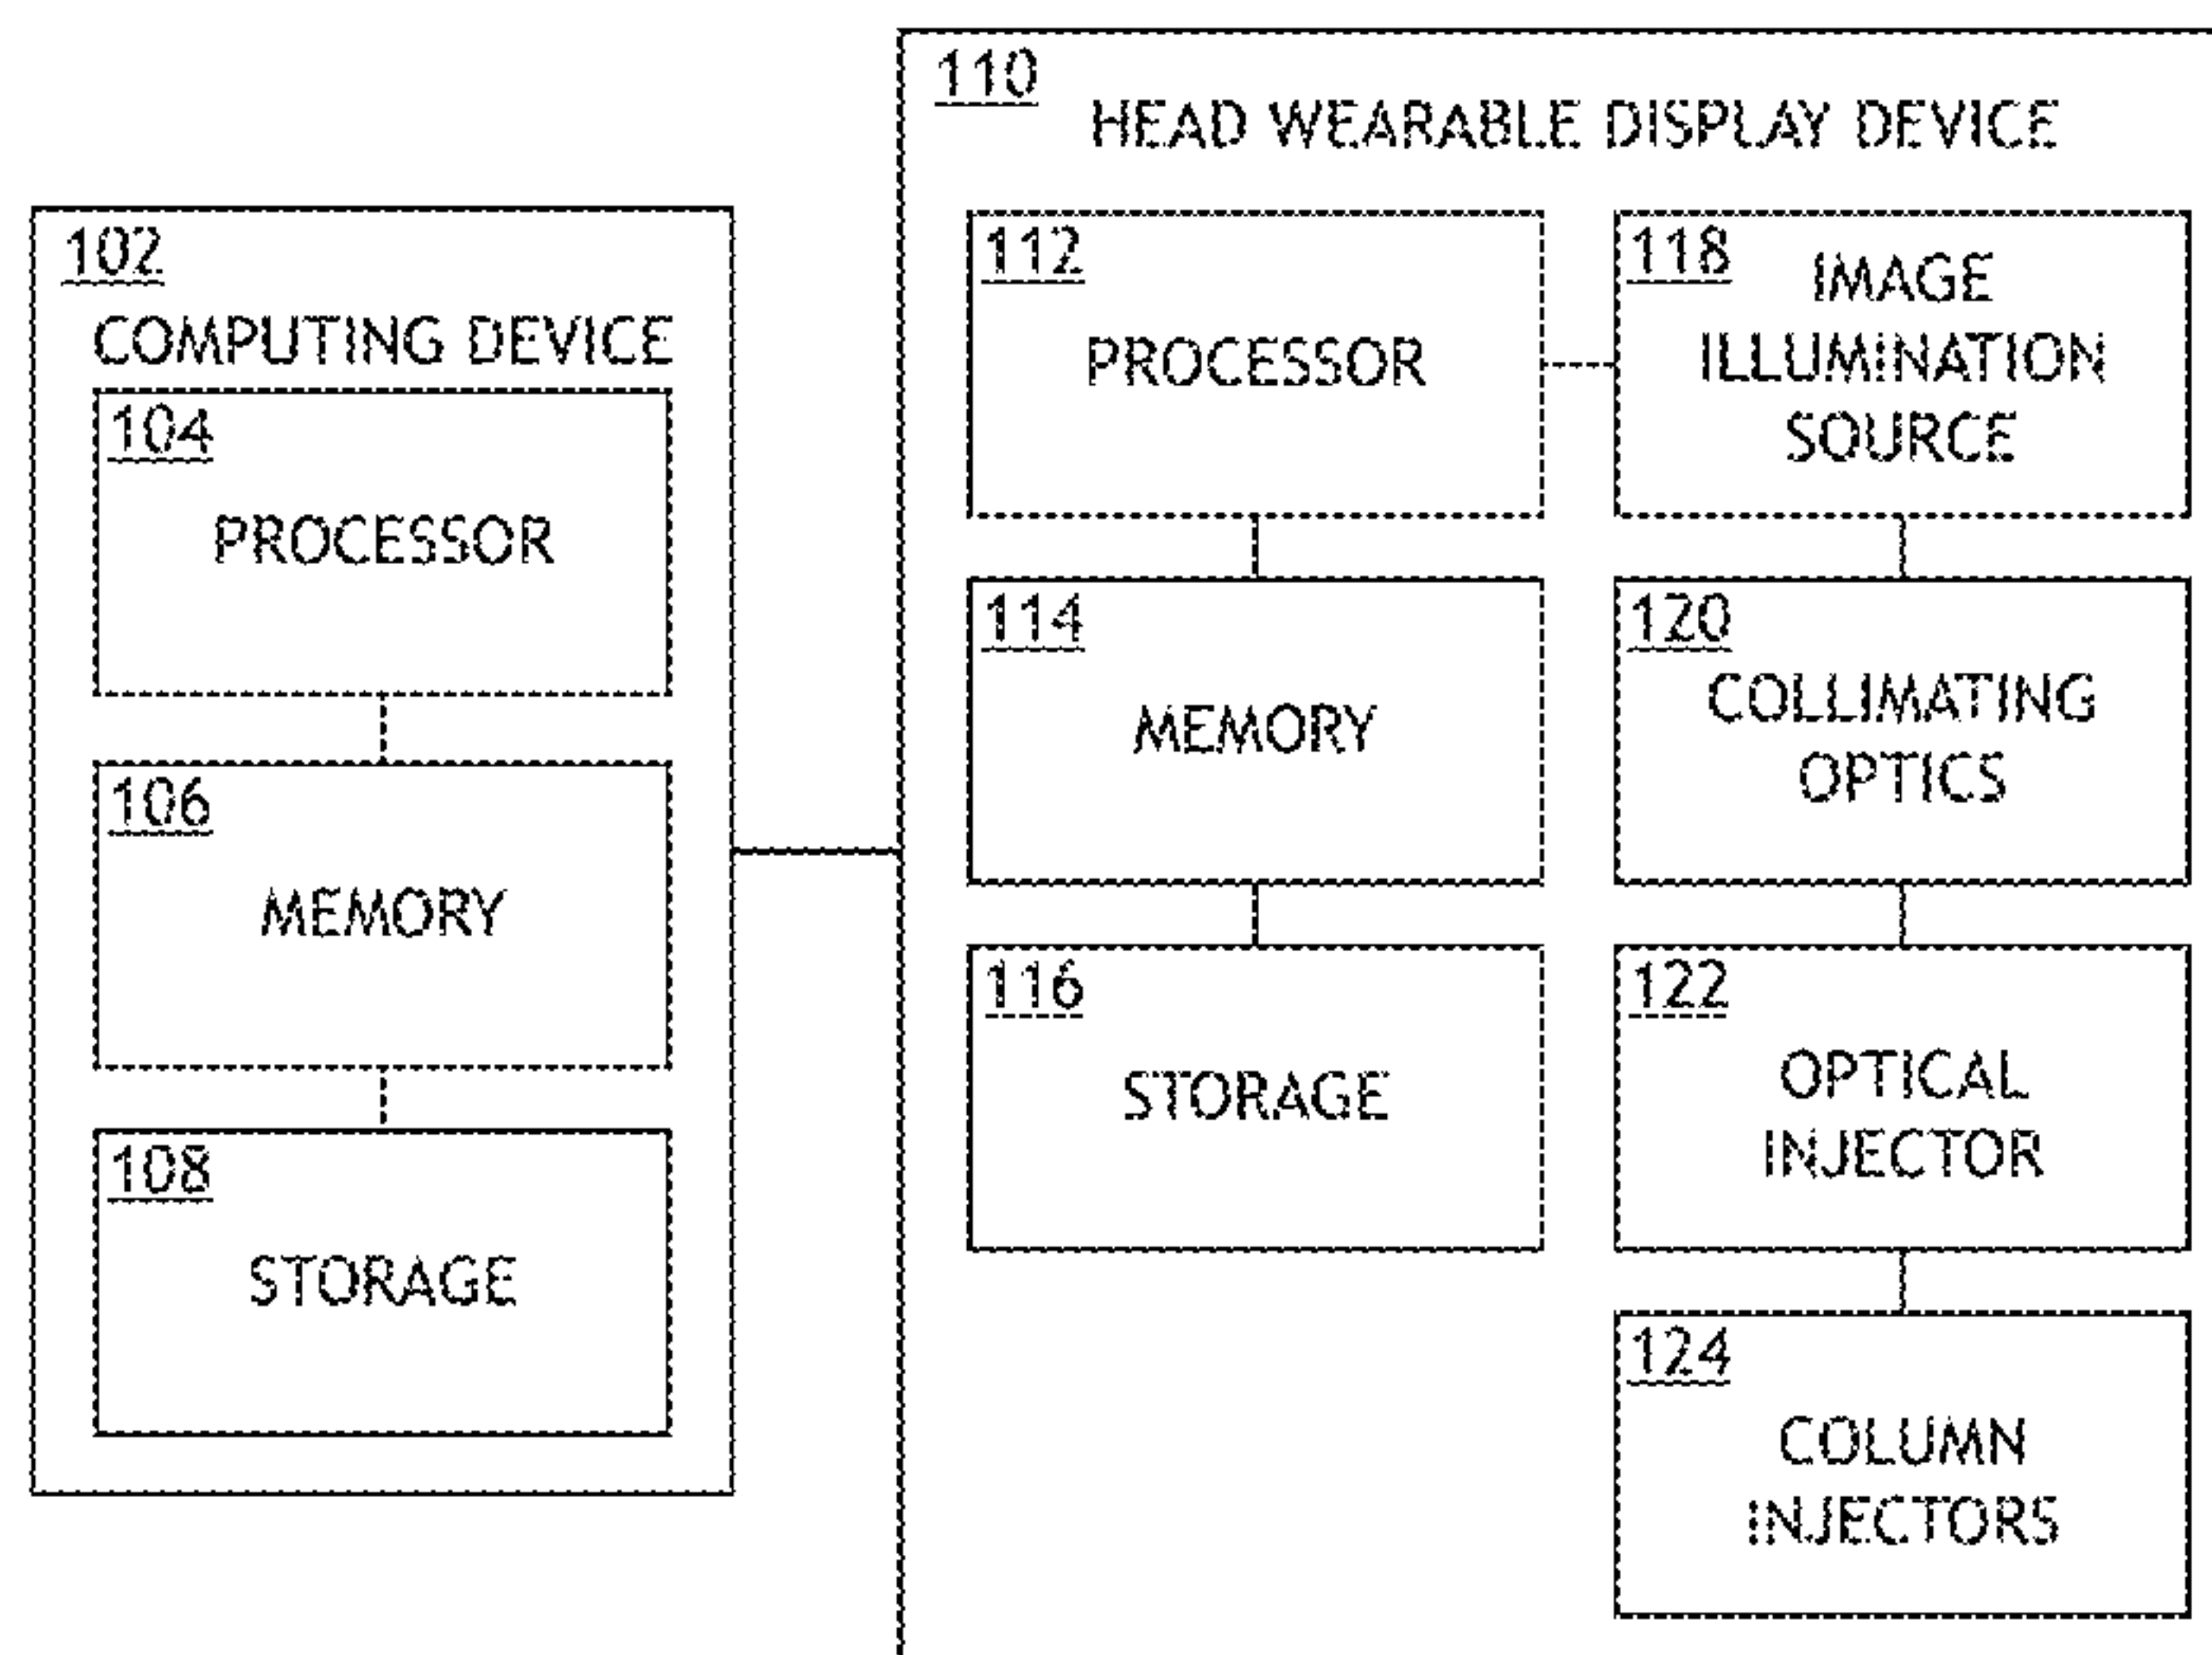 102
COMPUTING DEVICE
104
PROCESSOR
106
MEMORY
108
STORAGE
110
HEAD WEARABLE DISPLAY DEVICE
112
PROCESSOR
114
MEMORY
116
STORAGE
118
IMAGE
ILLUMINATION
SOURCE
120
COLLIMATING
OPTICS
122
OPTICAL
INJECTOR
124
COLUMN
INJECTORS